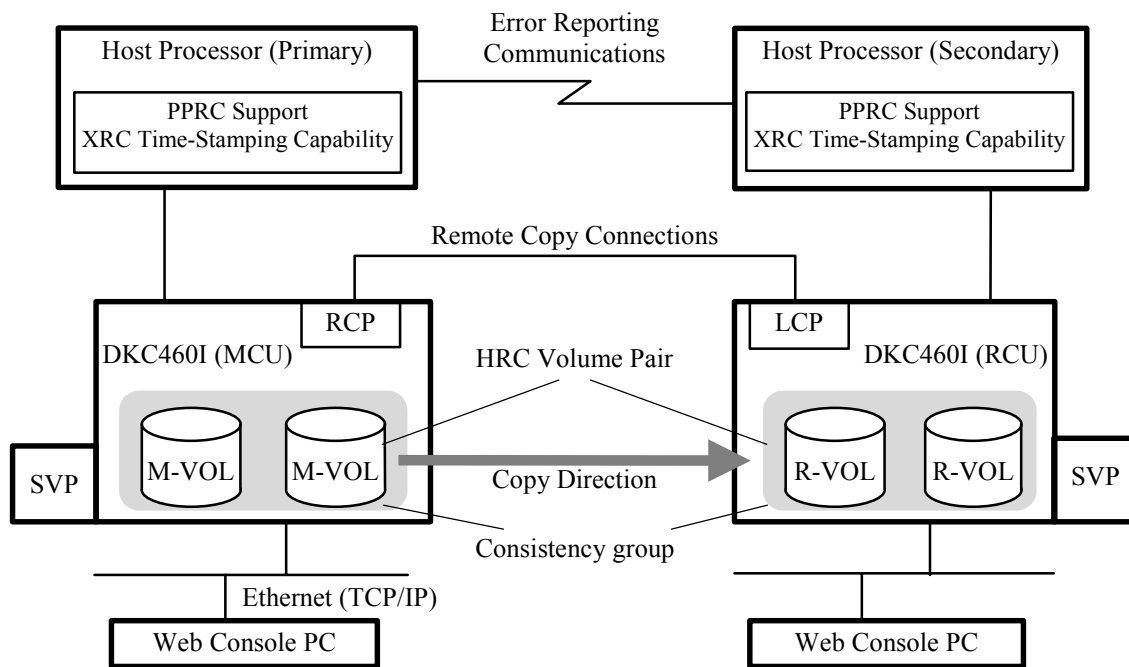 Error Reporting
Communications
Host Processor (Primary)
PPRC Support
XRC Time-Stamping Capability
Host Processor (Secondary)
PPRC Support
XRC Time-Stamping Capability
Remote Copy Connections
RCP
LCP
DKC460I (MCU)
HRC Volume Pair
DKC460I (RCU)
SVP
M-VOL
M-VOL
Copy Direction
R-VOL
R-VOL
SVP
Consistency group
Ethernet (TCP/IP)
Web Console PC
Web Console PC